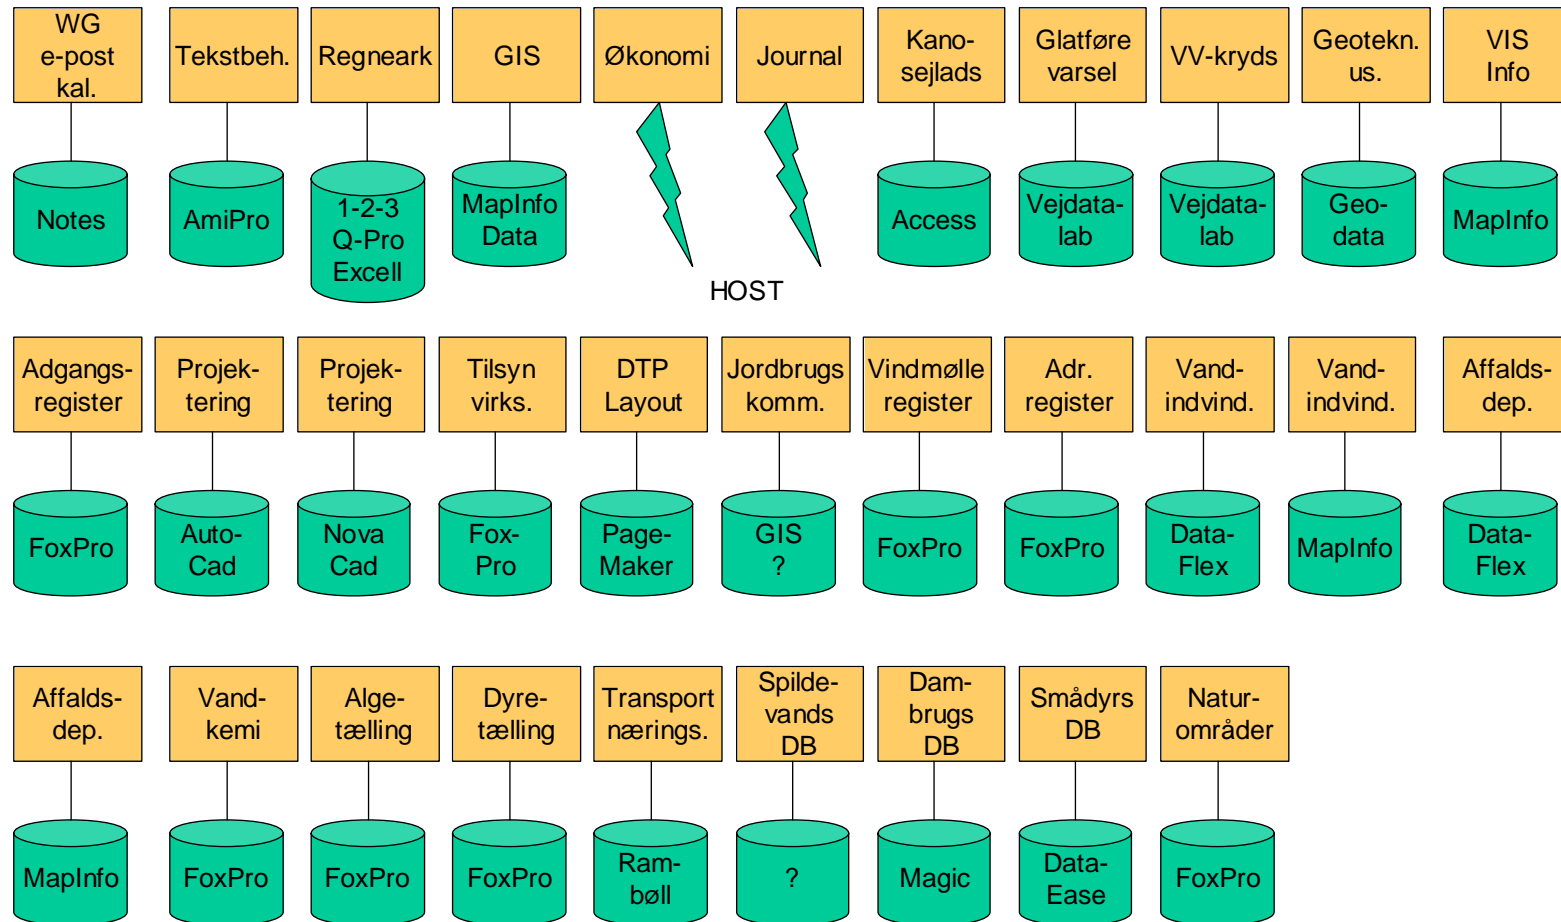 WG
e-post
kal.
Tekstbeh.
Regneark
GIS
Økonomi
Journal
Kano-
sejlads
Glatføre
varsel
VV-kryds
Geotekn.
us.
VIS
Info
Notes
AmiPro
1-2-3
Q-Pro
Excell
MapInfo
Data
HOST
Access
Vejdata-
lab
Vejdata-
lab
Geo-
data
MapInfo
Adgangs-
register
Projek-
tering
Projek-
tering
Tilsyn
virks.
DTP
Layout
Jordbrugs
komm.
Vindmølle
register
Adr.
register
Vand-
indvind.
Vand-
indvind.
Affalds-
dep.
FoxPro
Auto-
Cad
Nova
Cad
Fox-
Pro
Page-
Maker
GIS
?
FoxPro
FoxPro
Data-
Flex
MapInfo
Data-
Flex
Affalds-
dep.
Vand-
kemi
Alge-
tælling
Dyre-
tælling
Transport
nærings.
Spilde-
vands
DB
Dam-
brugs
DB
Smådyrs
DB
Natur-
områder
MapInfo
FoxPro
FoxPro
FoxPro
Ram-
bøll
?
Magic
Data-
Ease
FoxPro